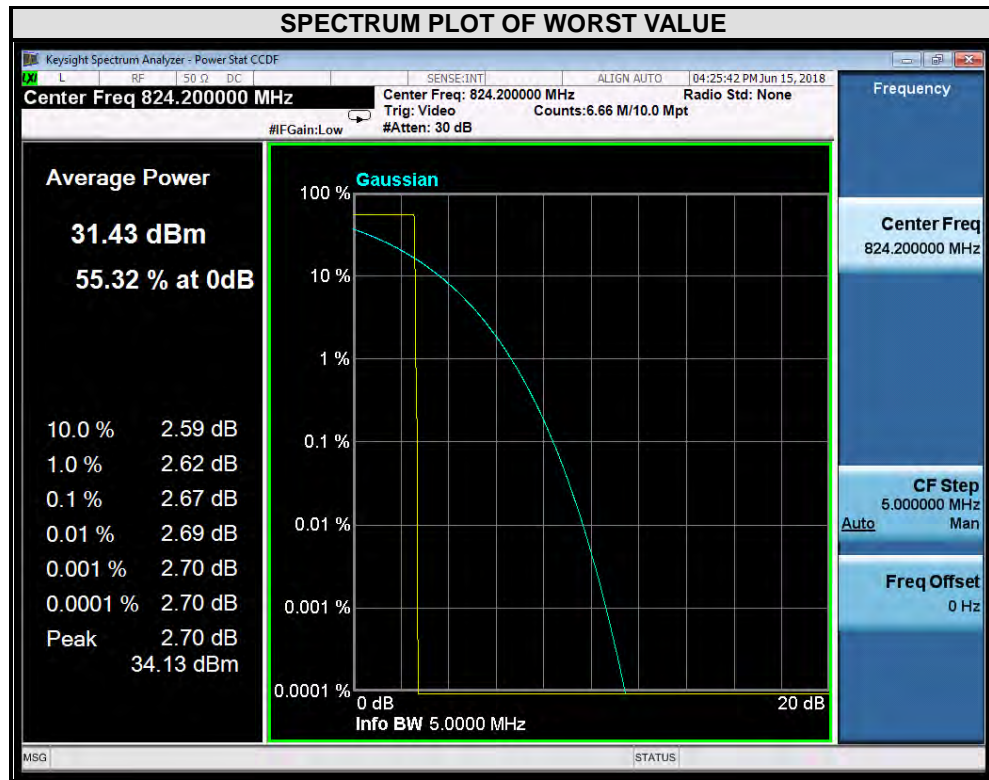 SPECTRUM PLOT OF WORST VALUE
Keysight Spectrum Analyzer - Power Stat CCDF
LXI L RF 50 Ω DC SENSE:INT ALIGN AUTO 04:25:42 PM Jun 15, 2018
Center Freq 824.200000 MHz
Center Freq: 824.200000 MHz Radio Std: None
Trig: Video Counts:6.66 M/10.0 Mpt
#IFGain:Low #Atten: 30 dB
Frequency
Average Power
31.43 dBm
55.32 % at 0dB
10.0 % 2.59 dB
1.0 % 2.62 dB
0.1 % 2.67 dB
0.01 % 2.69 dB
0.001 % 2.70 dB
0.0001 % 2.70 dB
Peak 2.70 dB
34.13 dBm
Gaussian
100 %
10 %
1 %
0.1 %
0.01 %
0.001 %
0.0001 %
0 dB 20 dB
Info BW 5.0000 MHz
Center Freq
824.200000 MHz
CF Step
5.000000 MHz
Auto Man
Freq Offset
0 Hz
MSG STATUS